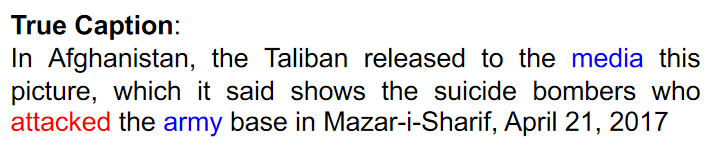 True Caption:
In Afghanistan, the Taliban released to the media this
picture, which it said shows the suicide bombers who
attacked the army base in Mazar-i-Sharif, April 21, 2017